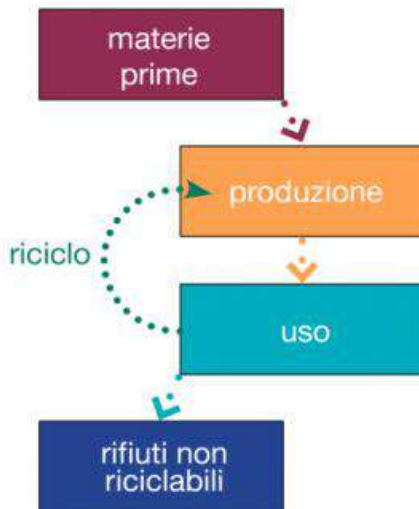 materie
prime
produzione
riciclo
uso
rifiuti non
riciclabili